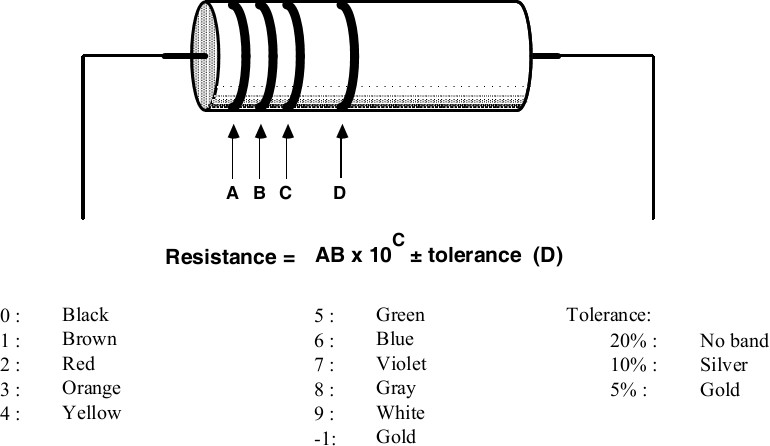 A B C D
Resistance = AB x 10^C ± tolerance (D)
0 : Black 5 : Green Tolerance:
1 : Brown 6 : Blue 20% : No band
2 : Red 7 : Violet 10% : Silver
3 : Orange 8 : Gray 5% : Gold
4 : Yellow 9 : White
-1: Gold